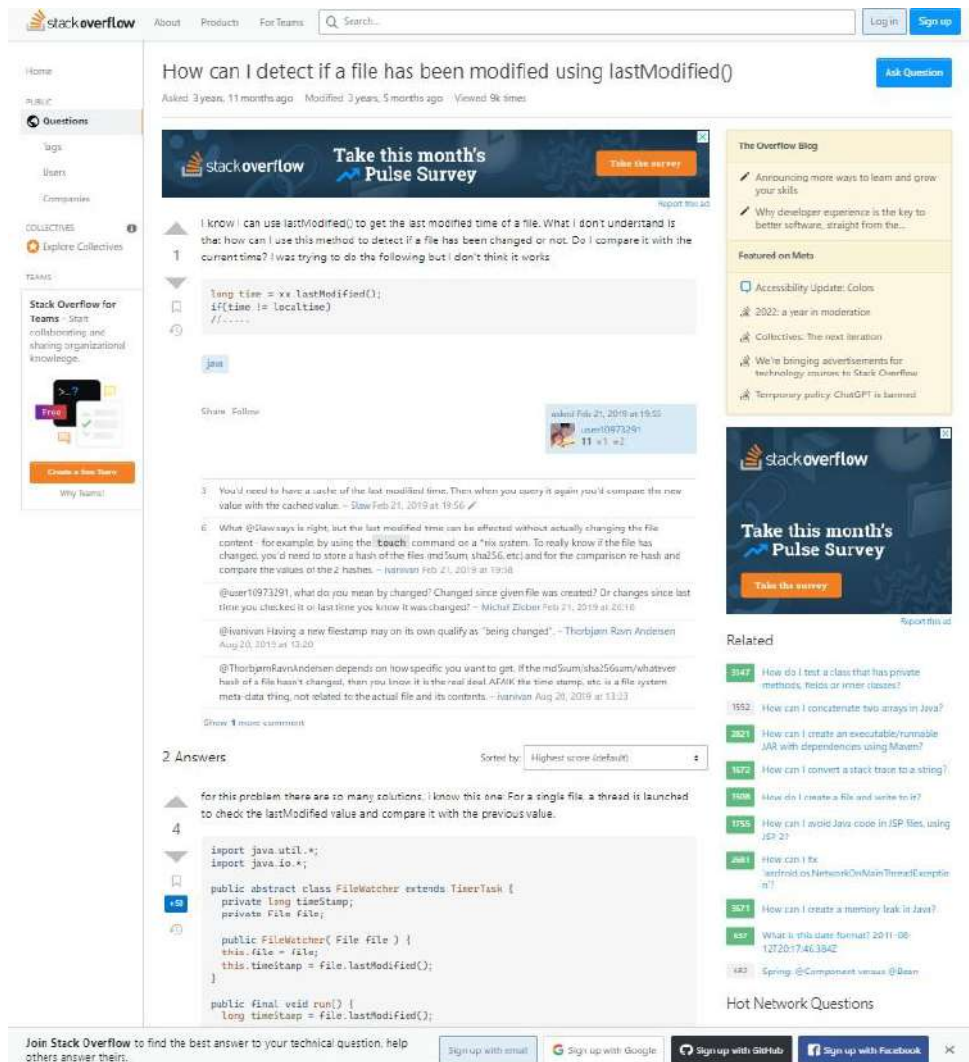 stackoverflow
About Products For Teams
Search...
Log in
Sign up
Home
PUBLIC
Questions
Tags
Users
Companies
COLLECTIVES
Explore Collectives
TEAMS
Stack Overflow for
Teams - Start
collaborating and
sharing organizational
knowledge.
Free
Create a free Team
Why Teams?
How can I detect if a file has been modified using lastModified()
Ask Question
Asked 3 years, 11 months ago Modified 3 years, 5 months ago Viewed 9k times
stackoverflow
Take this month's
Pulse Survey
Take the survey
Report this ad
1
I know I can use lastModified() to get the last modified time of a file. What I don't understand is
that how can I use this method to detect if a file has been changed or not. Do I compare it with the
current time? I was trying to do the following but I don't think it works
long time = xx.lastModified();
if(time != localtime)
//.....
java
Share Follow
asked Feb 21, 2019 at 19:55
user10973291
11 1 2
3 You'd need to have a cache of the last modified time. Then when you query it again you'd compare the new
value with the cached value. – Slaw Feb 21, 2019 at 19:56
6 What @Slaw says is right, but the last modified time can be effected without actually changing the file
content - for example, by using the touch command on a *nix system. To really know if the file has
changed, you'd need to store a hash of the files (md5sum, sha256, etc) and for the comparison re-hash and
compare the values of the 2 hashes. – ivanivan Feb 21, 2019 at 19:58
@user10973291, what do you mean by changed? Changed since given file was created? Or changes since last
time you checked it or last time you know it was changed? – Michał Ziober Feb 21, 2019 at 20:10
@ivanivan Having a new filestamp may on its own qualify as "being changed". – Thorbjørn Ravn Andersen
Aug 20, 2019 at 13:20
@ThorbjørnRavnAndersen depends on how specific you want to get. If the md5sum/sha256sum/whatever
hash of a file hasn't changed, then you know it is the real deal. AFAIK the time stamp, etc. is a file system
meta-data thing, not related to the actual file and its contents. – ivanivan Aug 20, 2019 at 13:23
Show 1 more comment
2 Answers
Sorted by: Highest score (default)
4
+50
for this problem there are so many solutions, i know this one: For a single file, a thread is launched
to check the lastModified value and compare it with the previous value.
import java.util.*;
import java.io.*;
public abstract class FileWatcher extends TimerTask {
private long timeStamp;
private File file;
public FileWatcher( File file ) {
this.file = file;
this.timeStamp = file.lastModified();
}
public final void run() {
long timeStamp = file.lastModified();
The Overflow Blog
Announcing more ways to learn and grow
your skills
Why developer experience is the key to
better software, straight from the...
Featured on Meta
Accessibility Update: Colors
2022: a year in moderation
Collectives: The next iteration
We're bringing advertisements for
technology courses to Stack Overflow
Temporary policy: ChatGPT is banned
stackoverflow
Take this month's
Pulse Survey
Take the survey
Report this ad
Related
3147 How do I test a class that has private
methods, fields or inner classes?
1552 How can I concatenate two arrays in Java?
2821 How can I create an executable/runnable
JAR with dependencies using Maven?
1672 How can I convert a stack trace to a string?
1508 How do I create a file and write to it?
1755 How can I avoid Java code in JSP files, using
JSP 2?
2681 How can I fix
'android.os.NetworkOnMainThreadExceptio
n'?
3671 How can I create a memory leak in Java?
637 What is this date format? 2011-08-
12T20:17:46.384Z
Spring: @Component versus @Bean
Hot Network Questions
Join Stack Overflow to find the best answer to your technical question, help
others answer theirs.
Sign up with email
Sign up with Google
Sign up with GitHub
Sign up with Facebook